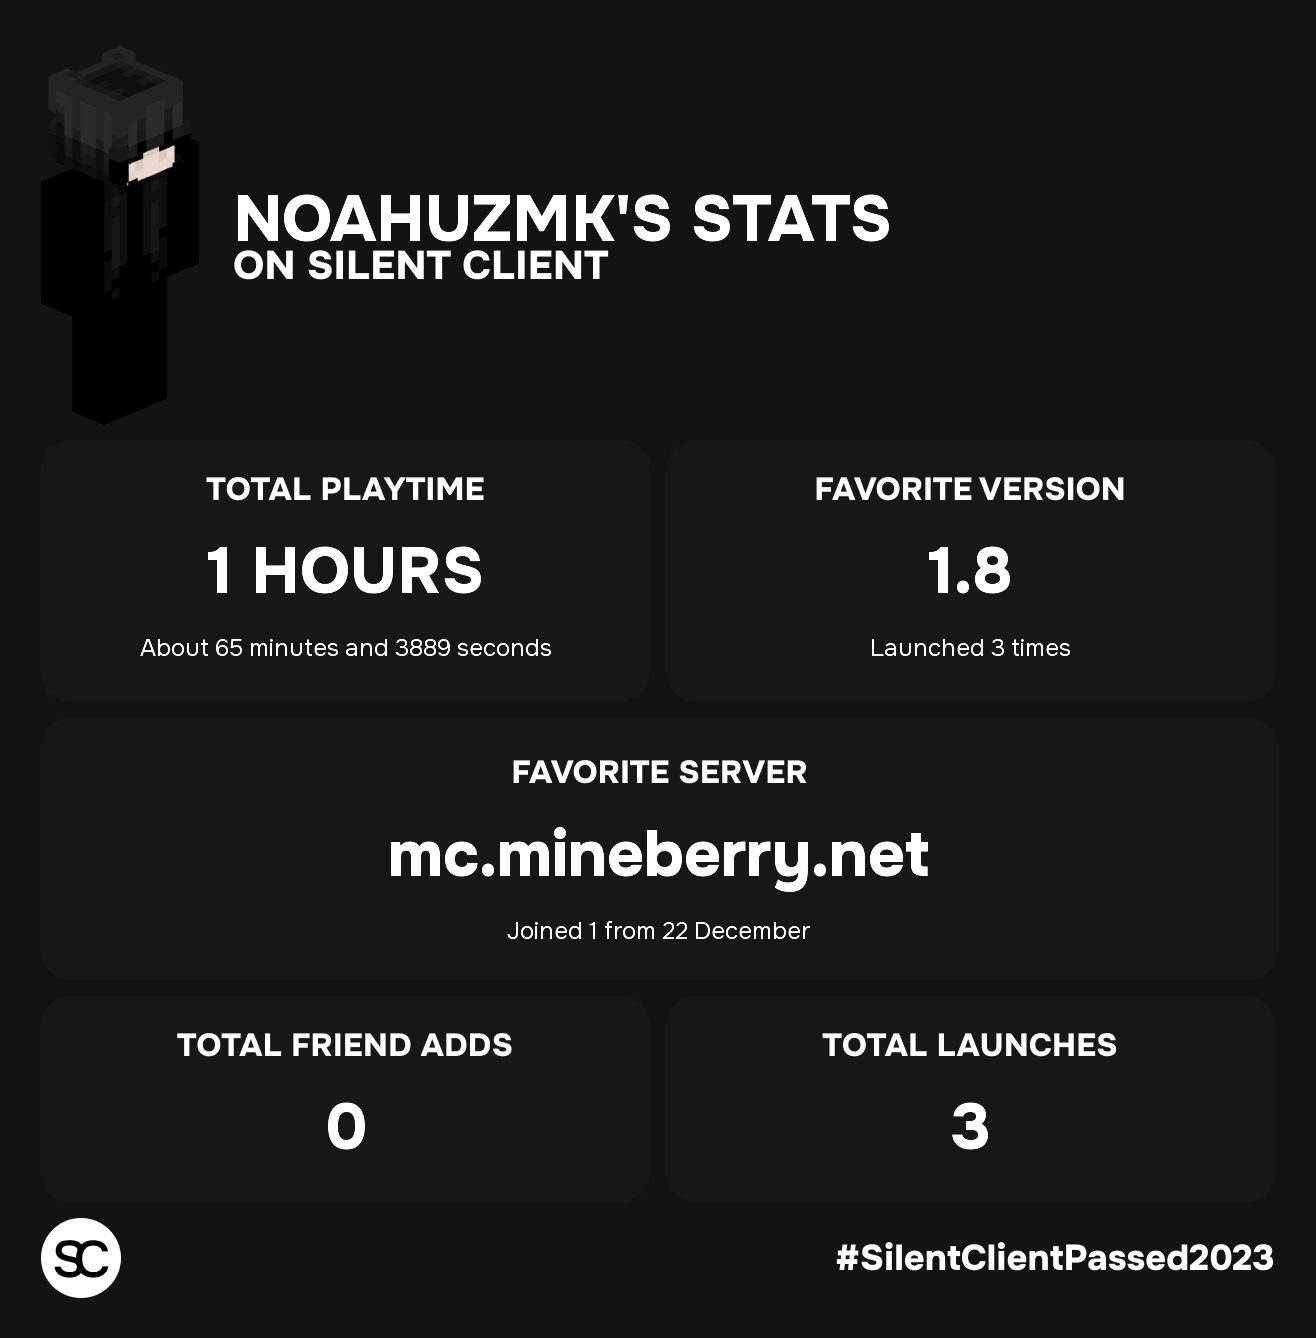 NOAHUZMK'S STATS
ON SILENT CLIENT
TOTAL PLAYTIME
1 HOURS
About 65 minutes and 3889 seconds
FAVORITE VERSION
1.8
Launched 3 times
FAVORITE SERVER
mc.mineberry.net
Joined 1 from 22 December
TOTAL FRIEND ADDS
0
TOTAL LAUNCHES
3
SC
#SilentClientPassed2023